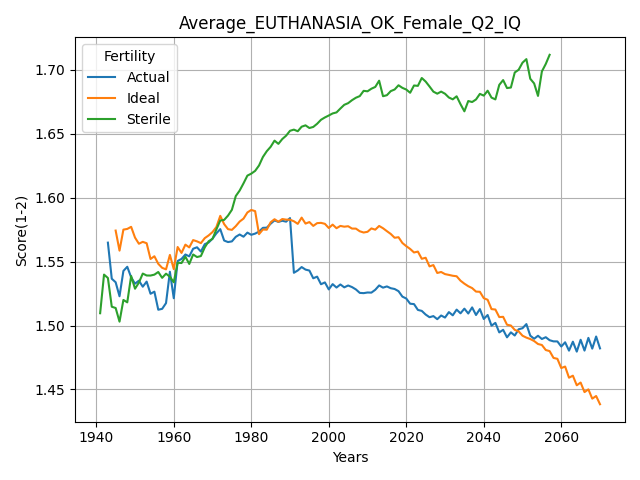 Average_EUTHANASIA_OK_Female_Q2_IQ
Fertility
Actual
Ideal
Sterile
Score(1-2)
1.70
1.65
1.60
1.55
1.50
1.45
1940 1960 1980 2000 2020 2040 2060
Years